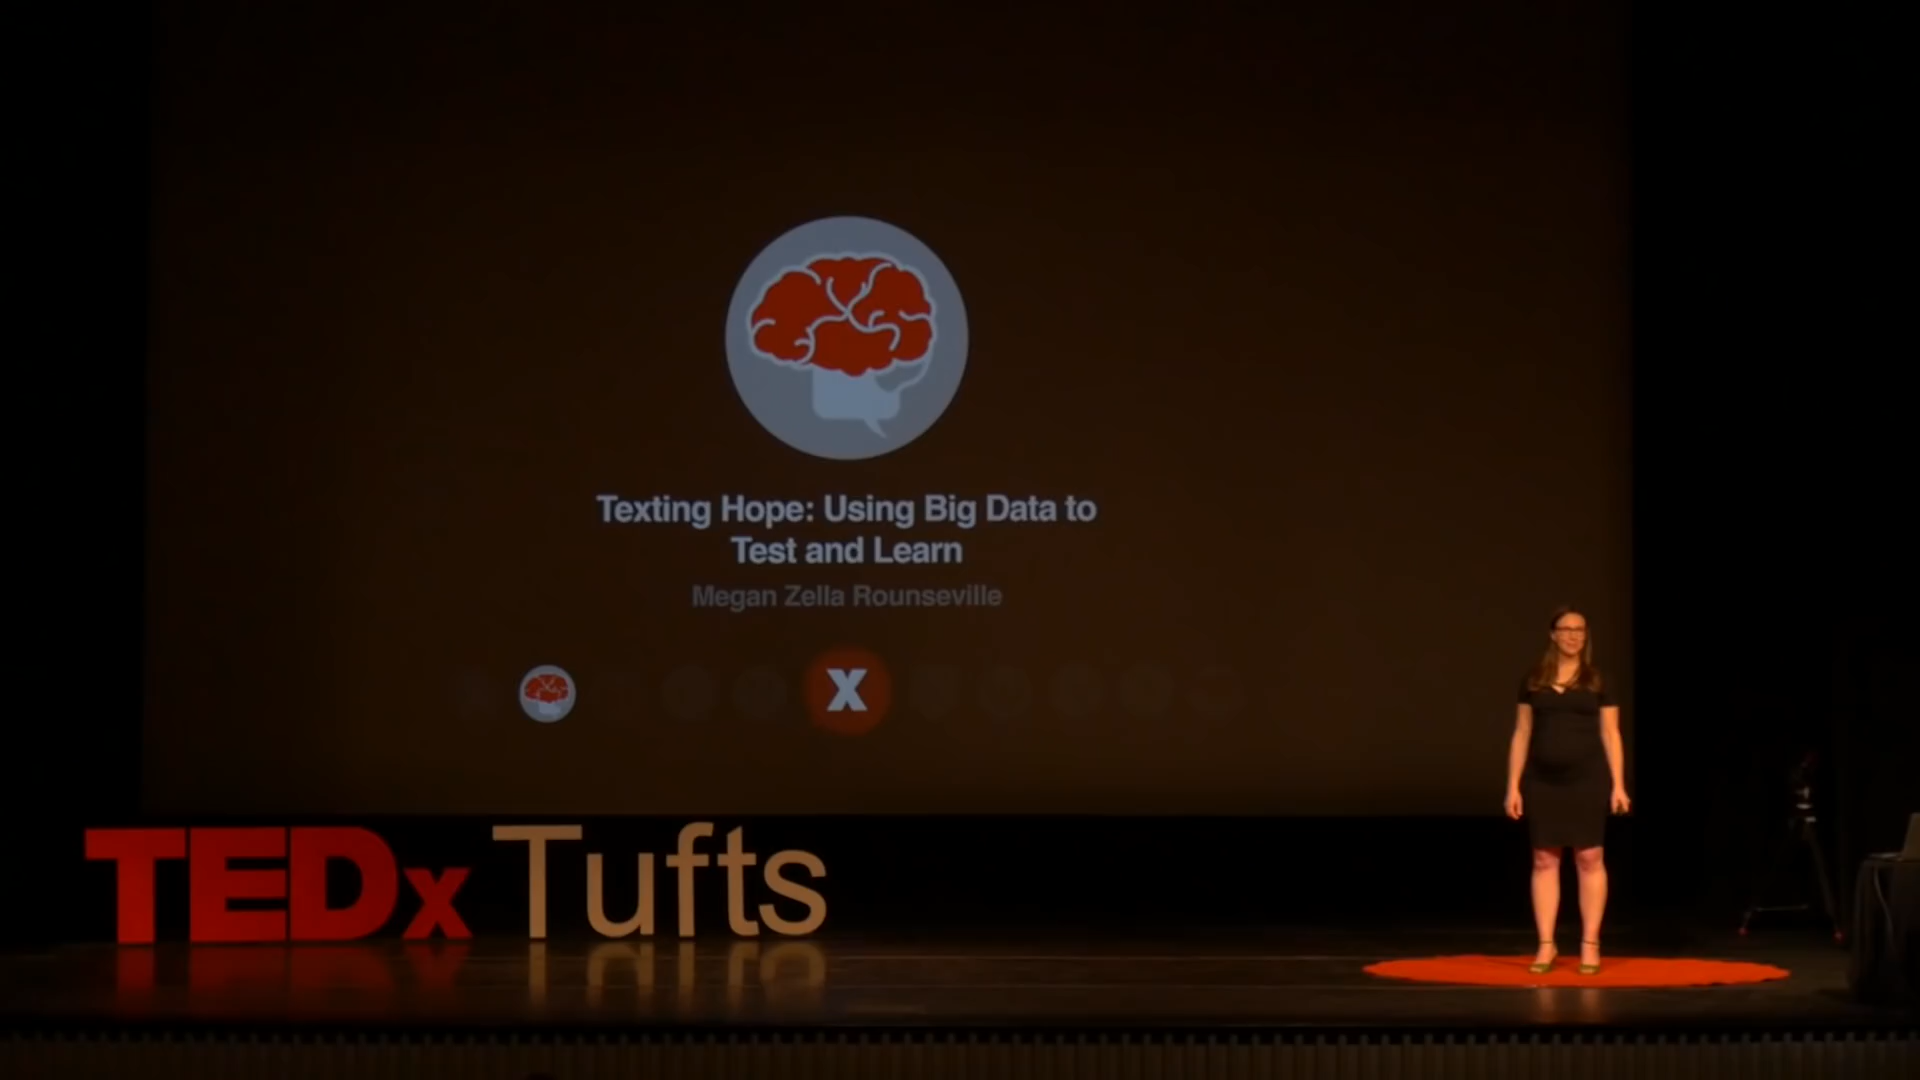 Texting Hope: Using Big Data to
Test and Learn
Megan Zella Rounseville
X
TEDx Tufts